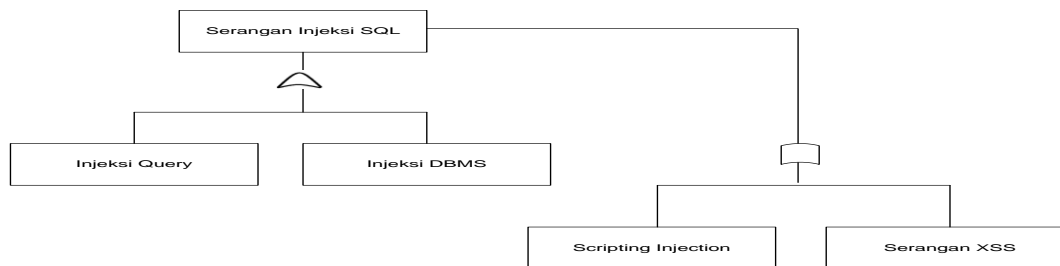 Serangan Injeksi SQL
Injeksi Query
Injeksi DBMS
Scripting Injection
Serangan XSS